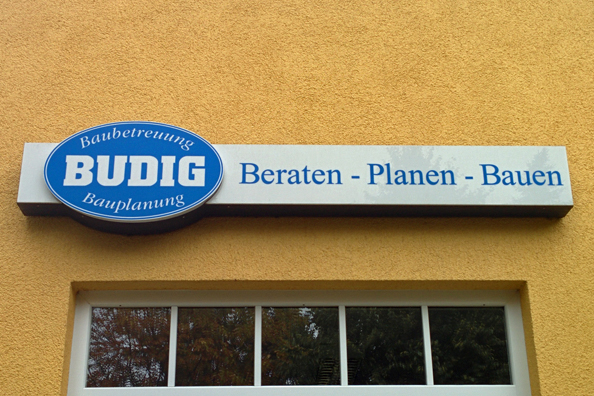 Baubetreuung
BUDIG
Bauplanung
Beraten - Planen - Bauen